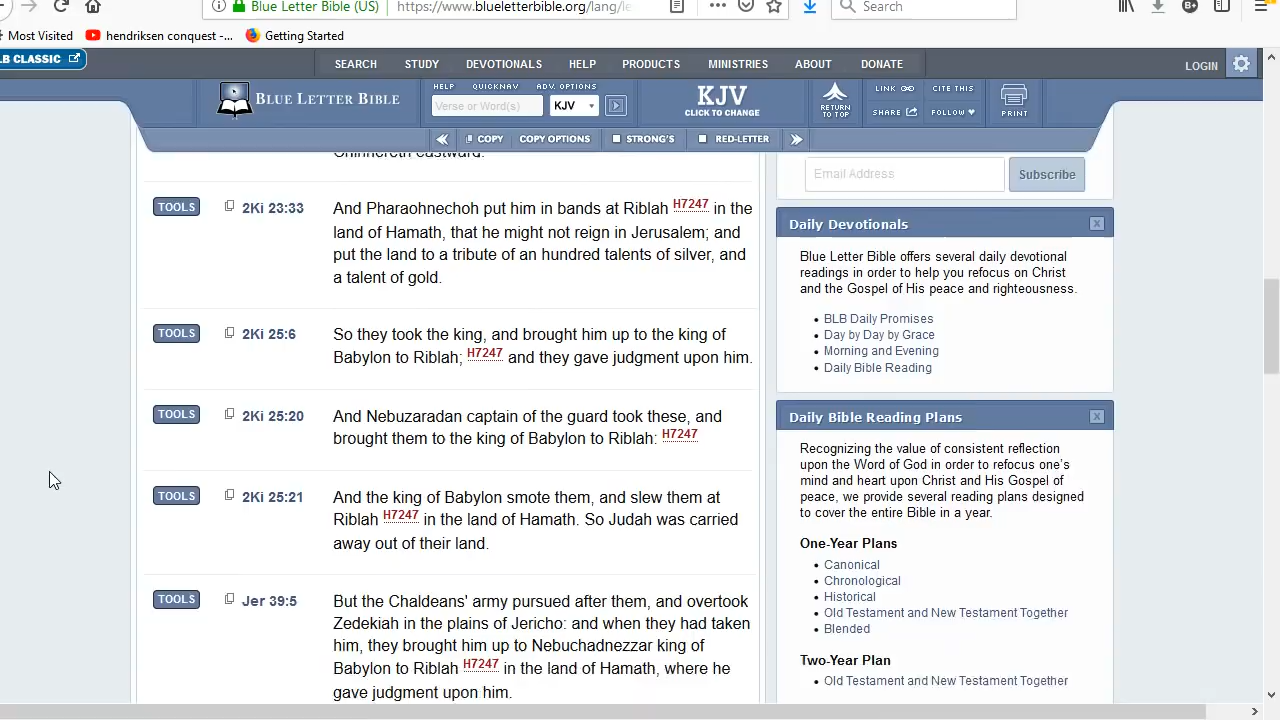 Blue Letter Bible (US)
https://www.blueletterbible.org/lang/le
Search
Most Visited
hendriksen conquest -...
Getting Started
LB CLASSIC
SEARCH
STUDY
DEVOTIONALS
HELP
PRODUCTS
MINISTRIES
ABOUT
DONATE
LOGIN
BLUE LETTER BIBLE
HELP
QUICKNAV
ADV. OPTIONS
Verse or Word(s)
KJV
KJV
CLICK TO CHANGE
RETURN
TO TOP
LINK
CITE THIS
SHARE
FOLLOW
PRINT
COPY
COPY OPTIONS
STRONG'S
RED-LETTER
Chinnereth eastward.
TOOLS
2Ki 23:33
And Pharaohnechoh put him in bands at Riblah H7247 in the
land of Hamath, that he might not reign in Jerusalem; and
put the land to a tribute of an hundred talents of silver, and
a talent of gold.
TOOLS
2Ki 25:6
So they took the king, and brought him up to the king of
Babylon to Riblah; H7247 and they gave judgment upon him.
TOOLS
2Ki 25:20
And Nebuzaradan captain of the guard took these, and
brought them to the king of Babylon to Riblah: H7247
TOOLS
2Ki 25:21
And the king of Babylon smote them, and slew them at
Riblah H7247 in the land of Hamath. So Judah was carried
away out of their land.
TOOLS
Jer 39:5
But the Chaldeans' army pursued after them, and overtook
Zedekiah in the plains of Jericho: and when they had taken
him, they brought him up to Nebuchadnezzar king of
Babylon to Riblah H7247 in the land of Hamath, where he
gave judgment upon him.
Email Address
Subscribe
Daily Devotionals
Blue Letter Bible offers several daily devotional
readings in order to help you refocus on Christ
and the Gospel of His peace and righteousness.
BLB Daily Promises
Day by Day by Grace
Morning and Evening
Daily Bible Reading
Daily Bible Reading Plans
Recognizing the value of consistent reflection
upon the Word of God in order to refocus one's
mind and heart upon Christ and His Gospel of
peace, we provide several reading plans designed
to cover the entire Bible in a year.
One-Year Plans
Canonical
Chronological
Historical
Old Testament and New Testament Together
Blended
Two-Year Plan
Old Testament and New Testament Together